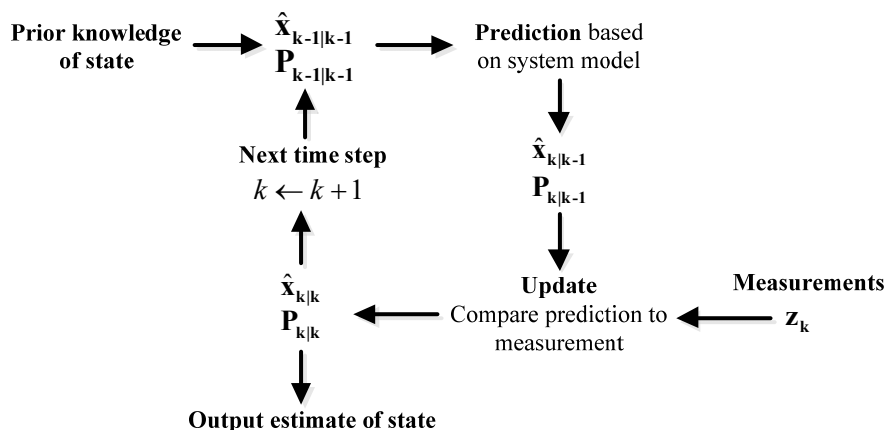 Prior knowledge
of state
x̂ₖ₋₁|ₖ₋₁
Pₖ₋₁|ₖ₋₁
Prediction based
on system model
x̂ₖ|ₖ₋₁
Pₖ|ₖ₋₁
Next time step
k ← k + 1
Update
Compare prediction to
measurement
Measurements
zₖ
x̂ₖ|ₖ
Pₖ|ₖ
Output estimate of state